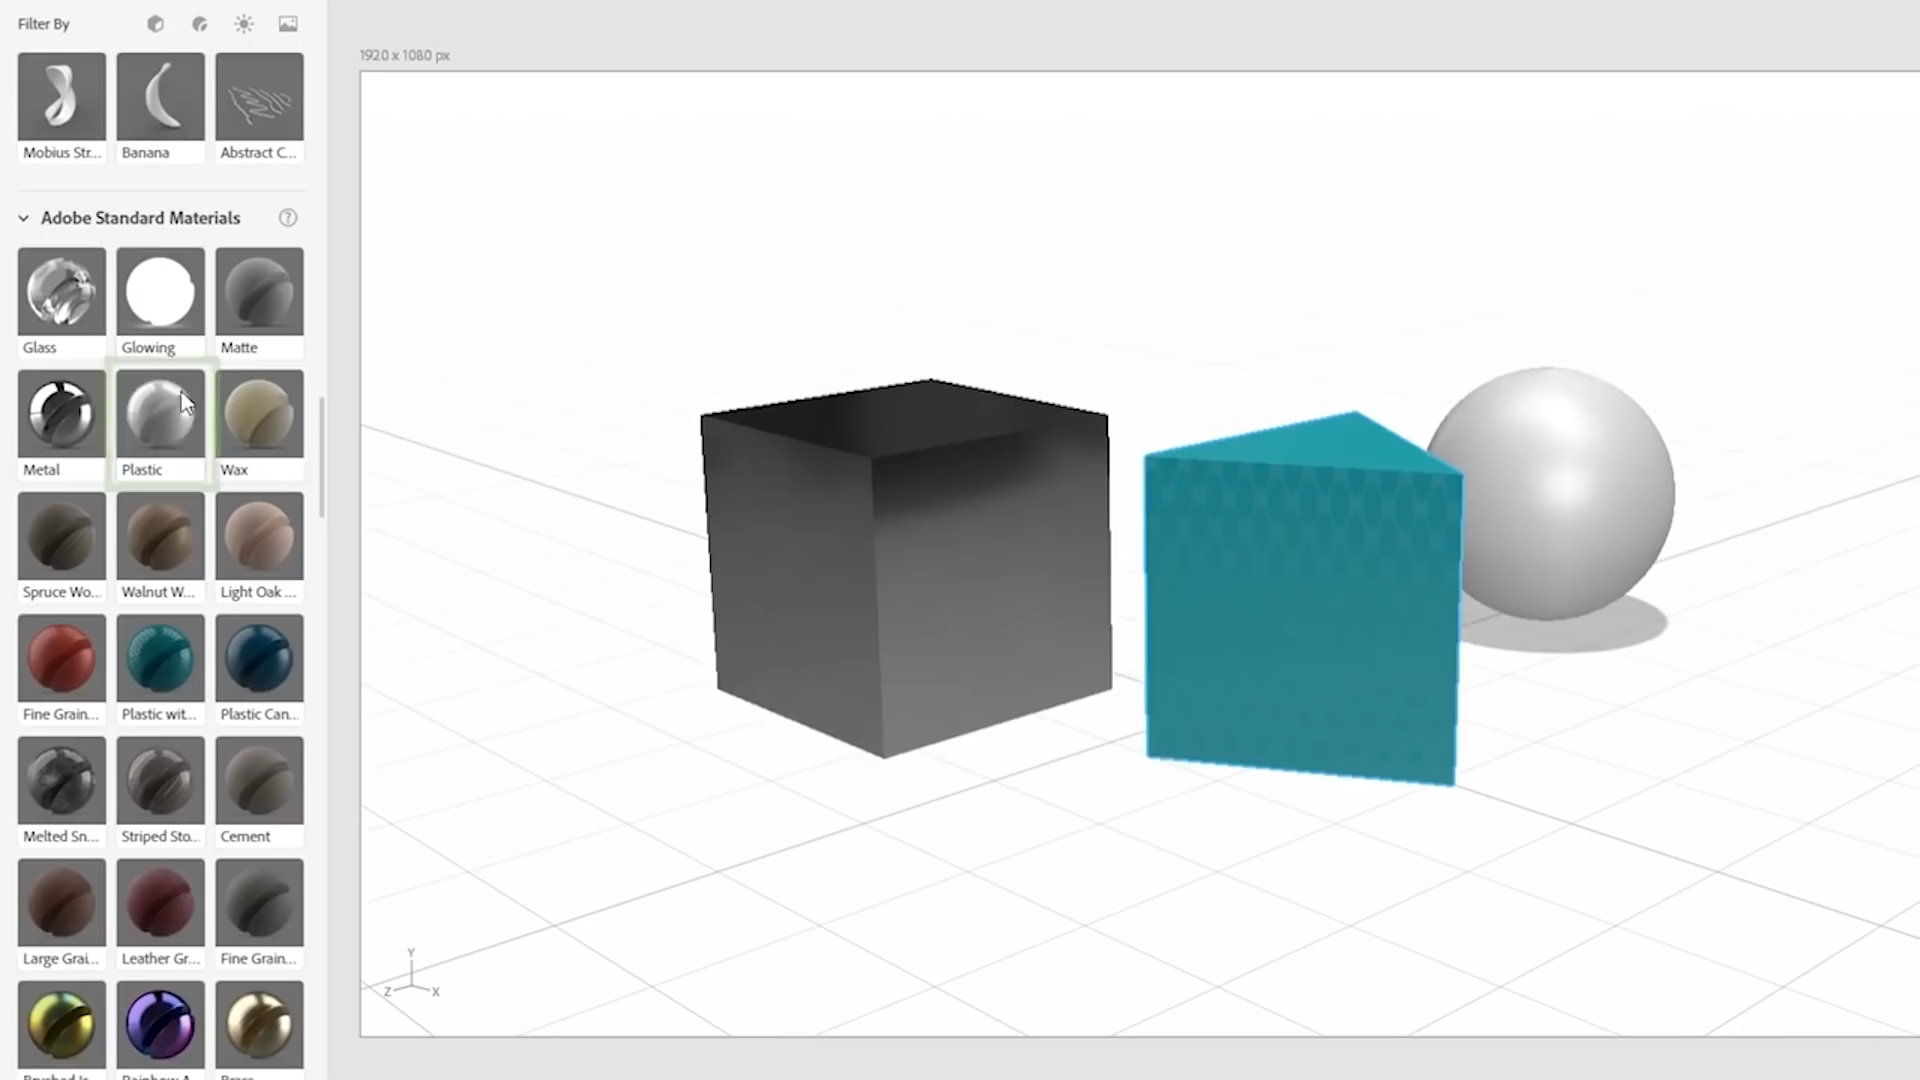 Filter By
1920 x 1080 px
Mobius Str...
Banana
Abstract C...
Adobe Standard Materials
Glass
Glowing
Matte
Metal
Plastic
Wax
Spruce Wo...
Walnut W...
Light Oak ...
Fine Grain...
Plastic wit...
Plastic Can...
Melted Sn...
Striped Sto...
Cement
Large Grai...
Leather Gr...
Fine Grain...
Y
Z
X